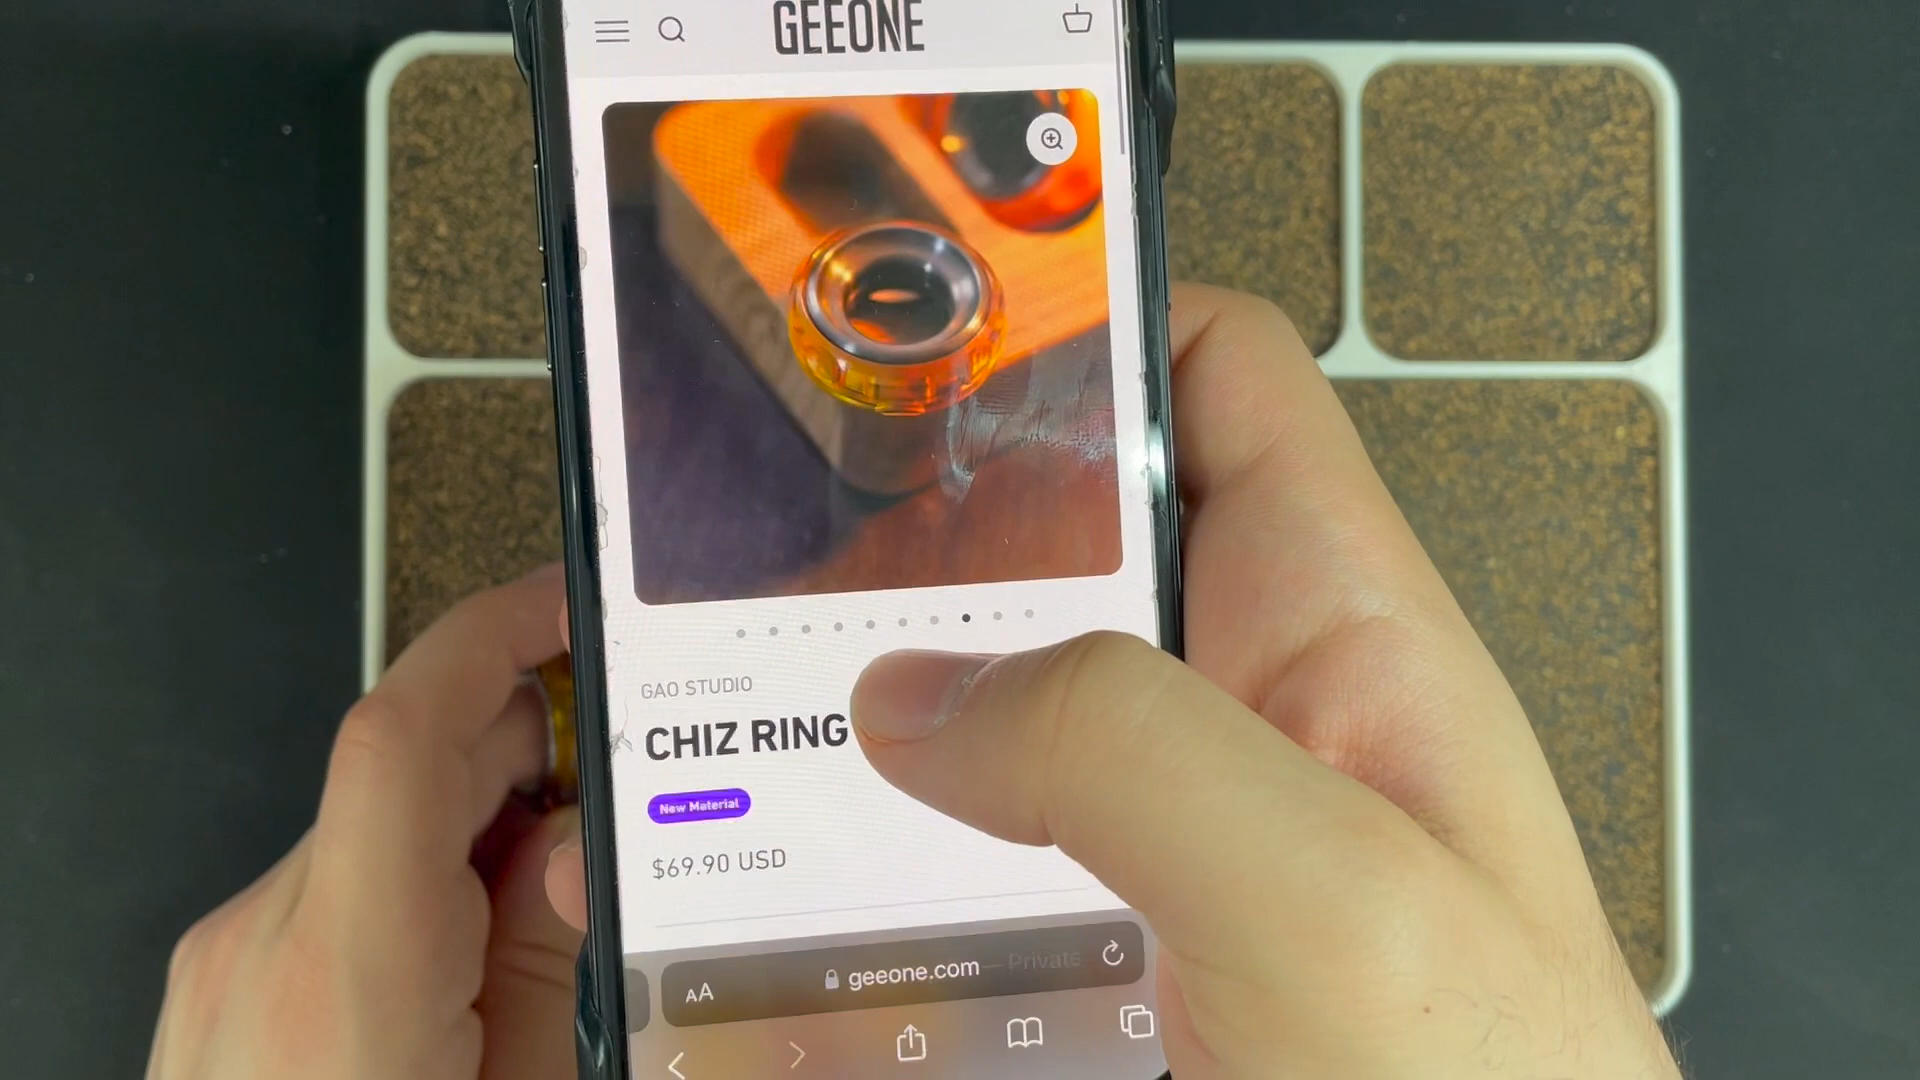 GEEONE
GAO STUDIO
CHIZ RING
New Material
$69.90 USD
AA
geeone.com — Private